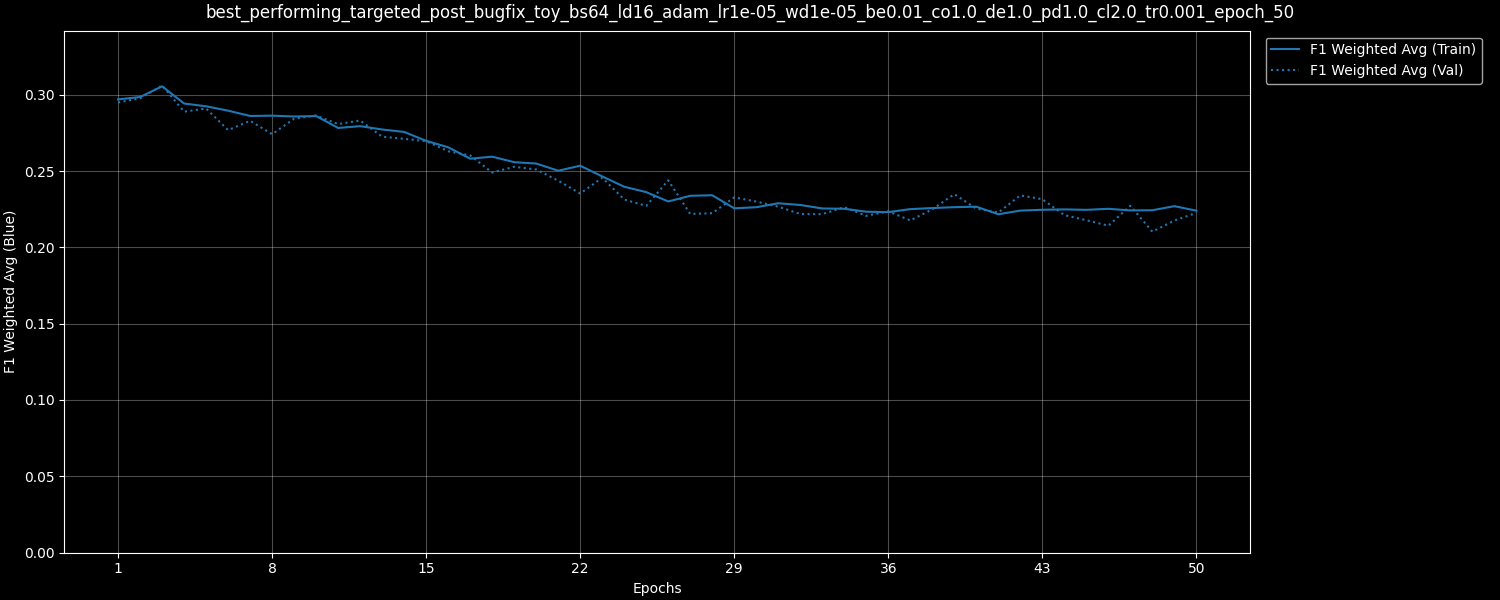 best_performing_targeted_post_bugfix_toy_bs64_ld16_adam_lr1e-05_wd1e-05_be0.01_co1.0_de1.0_pd1.0_cl2.0_tr0.001_epoch_50
F1 Weighted Avg (Train)
F1 Weighted Avg (Val)
F1 Weighted Avg (Blue)
0.30
0.25
0.20
0.15
0.10
0.05
0.00
1 8 15 22 29 36 43 50
Epochs